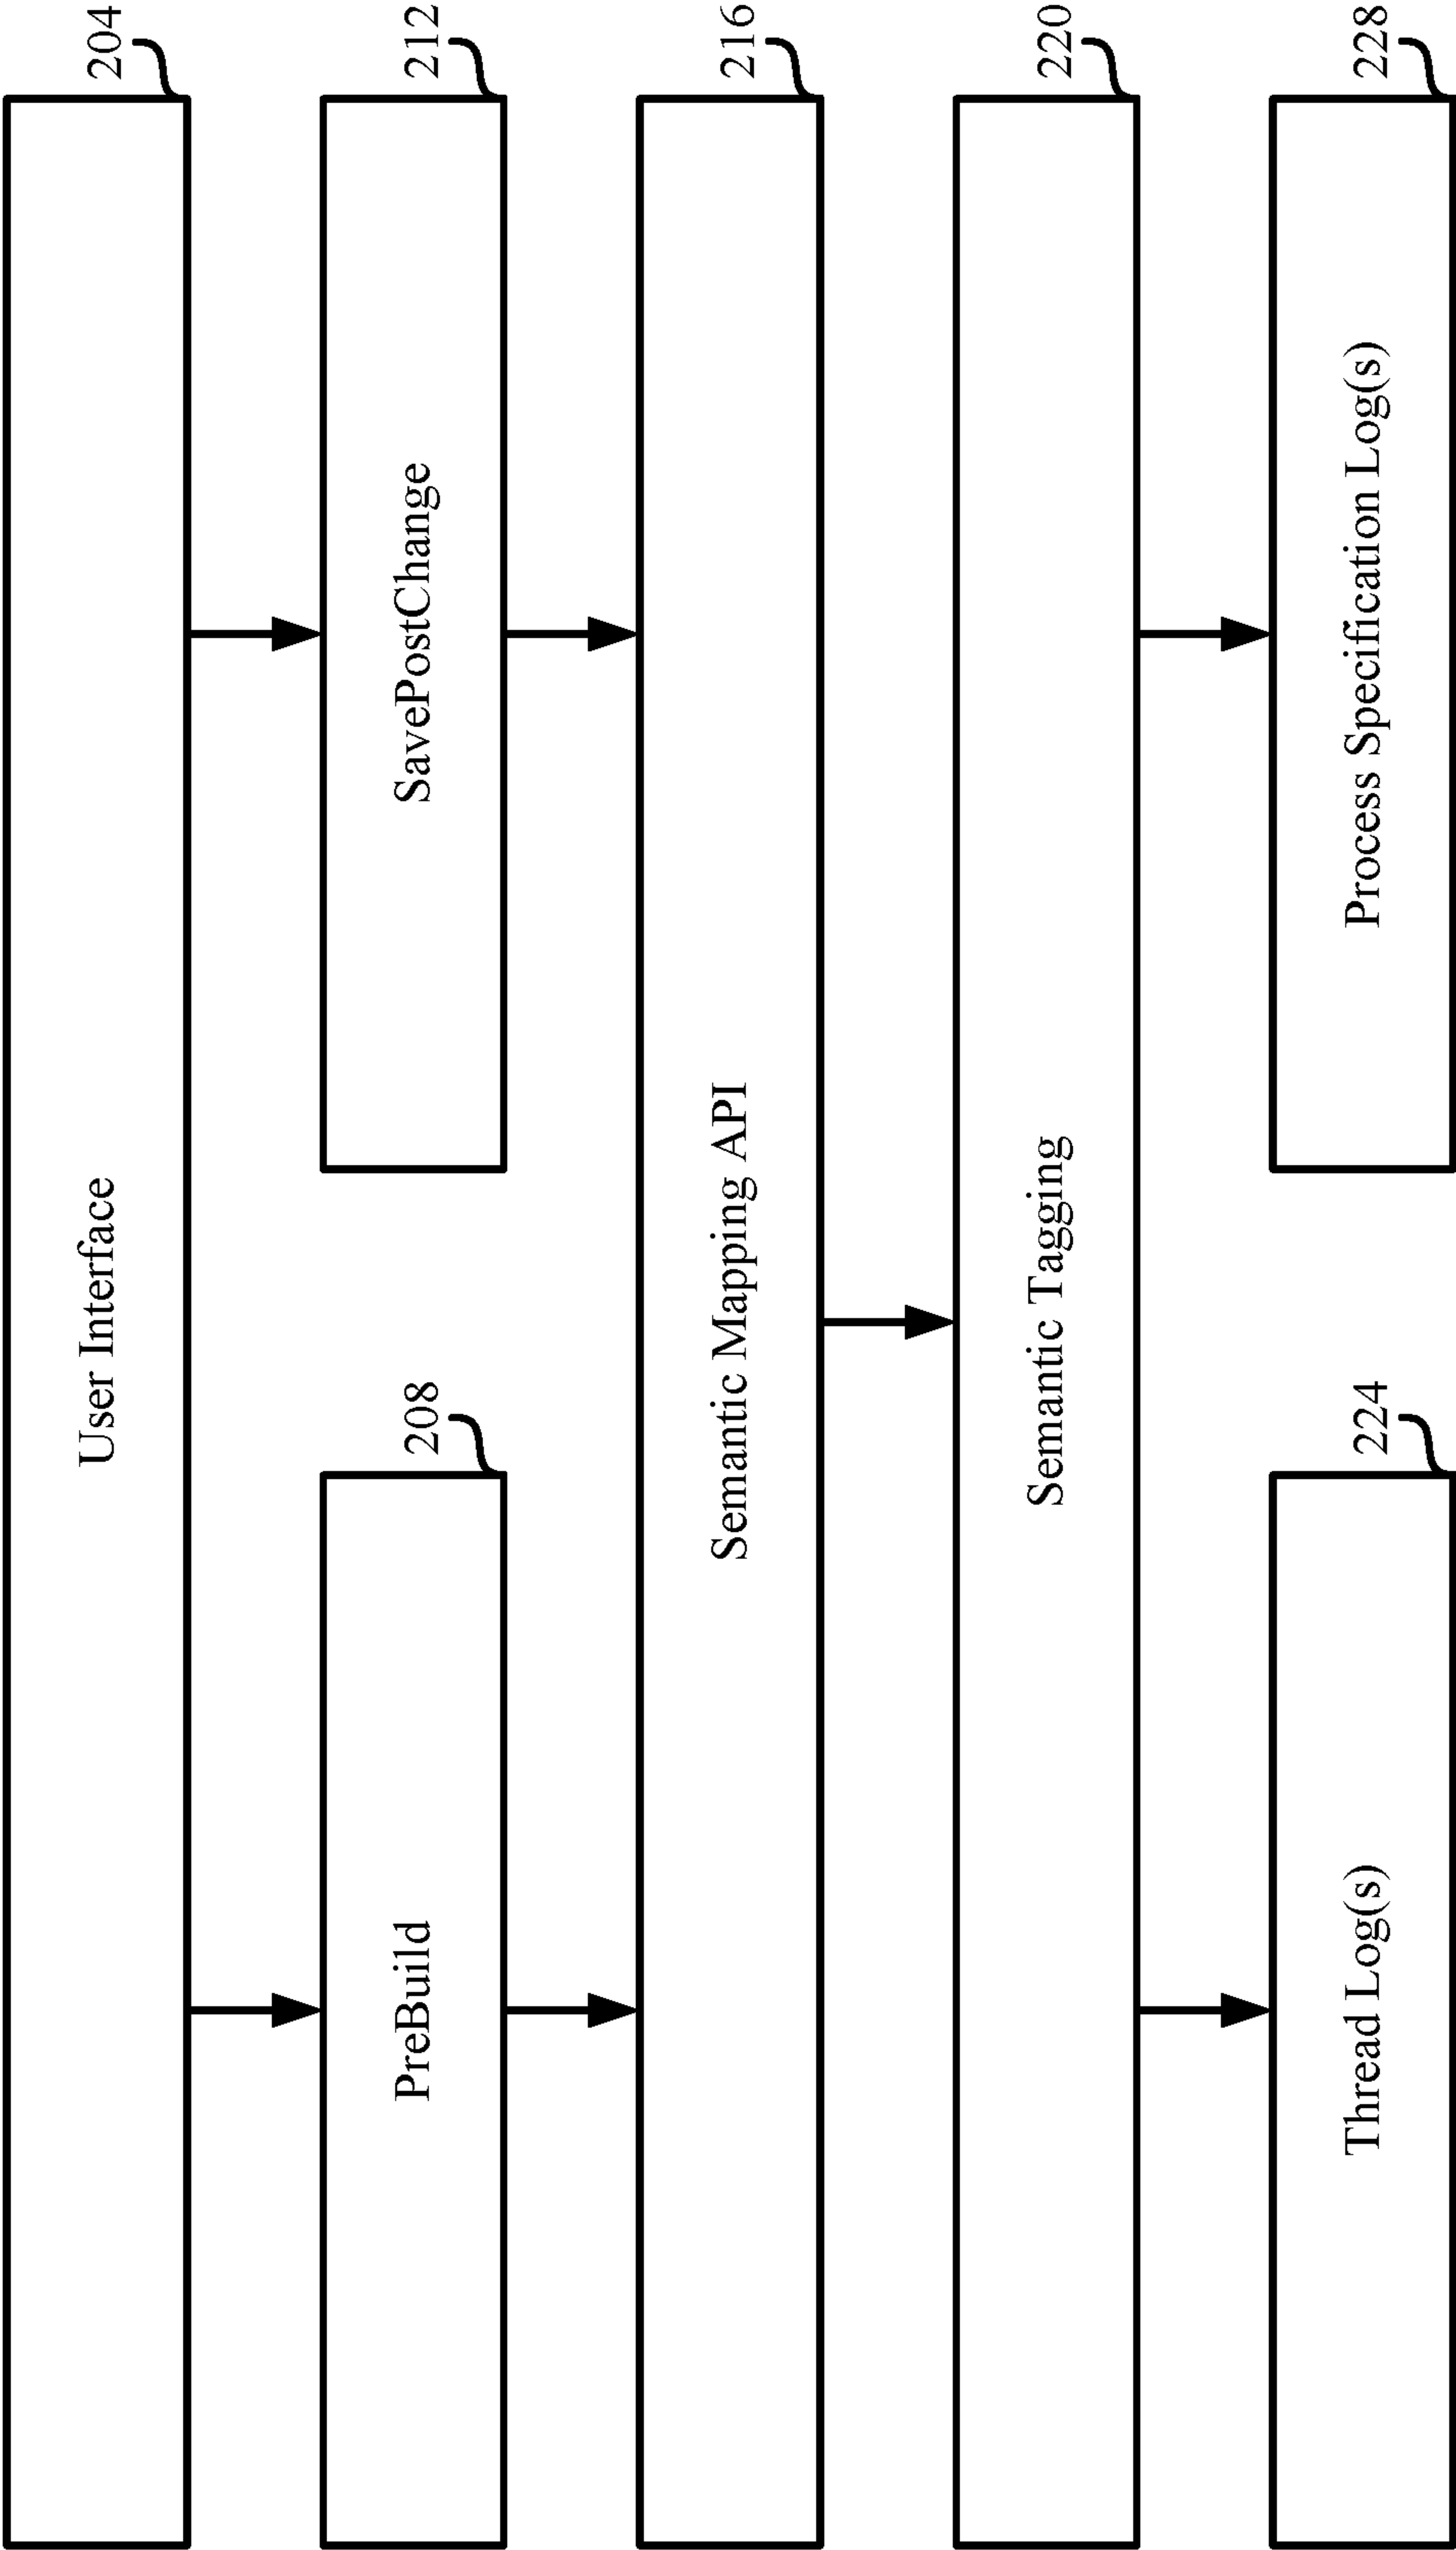 User Interface
204
PreBuild
208
SavePostChange
212
Semantic Mapping API
216
Semantic Tagging
220
Thread Log(s)
224
Process Specification Log(s)
228